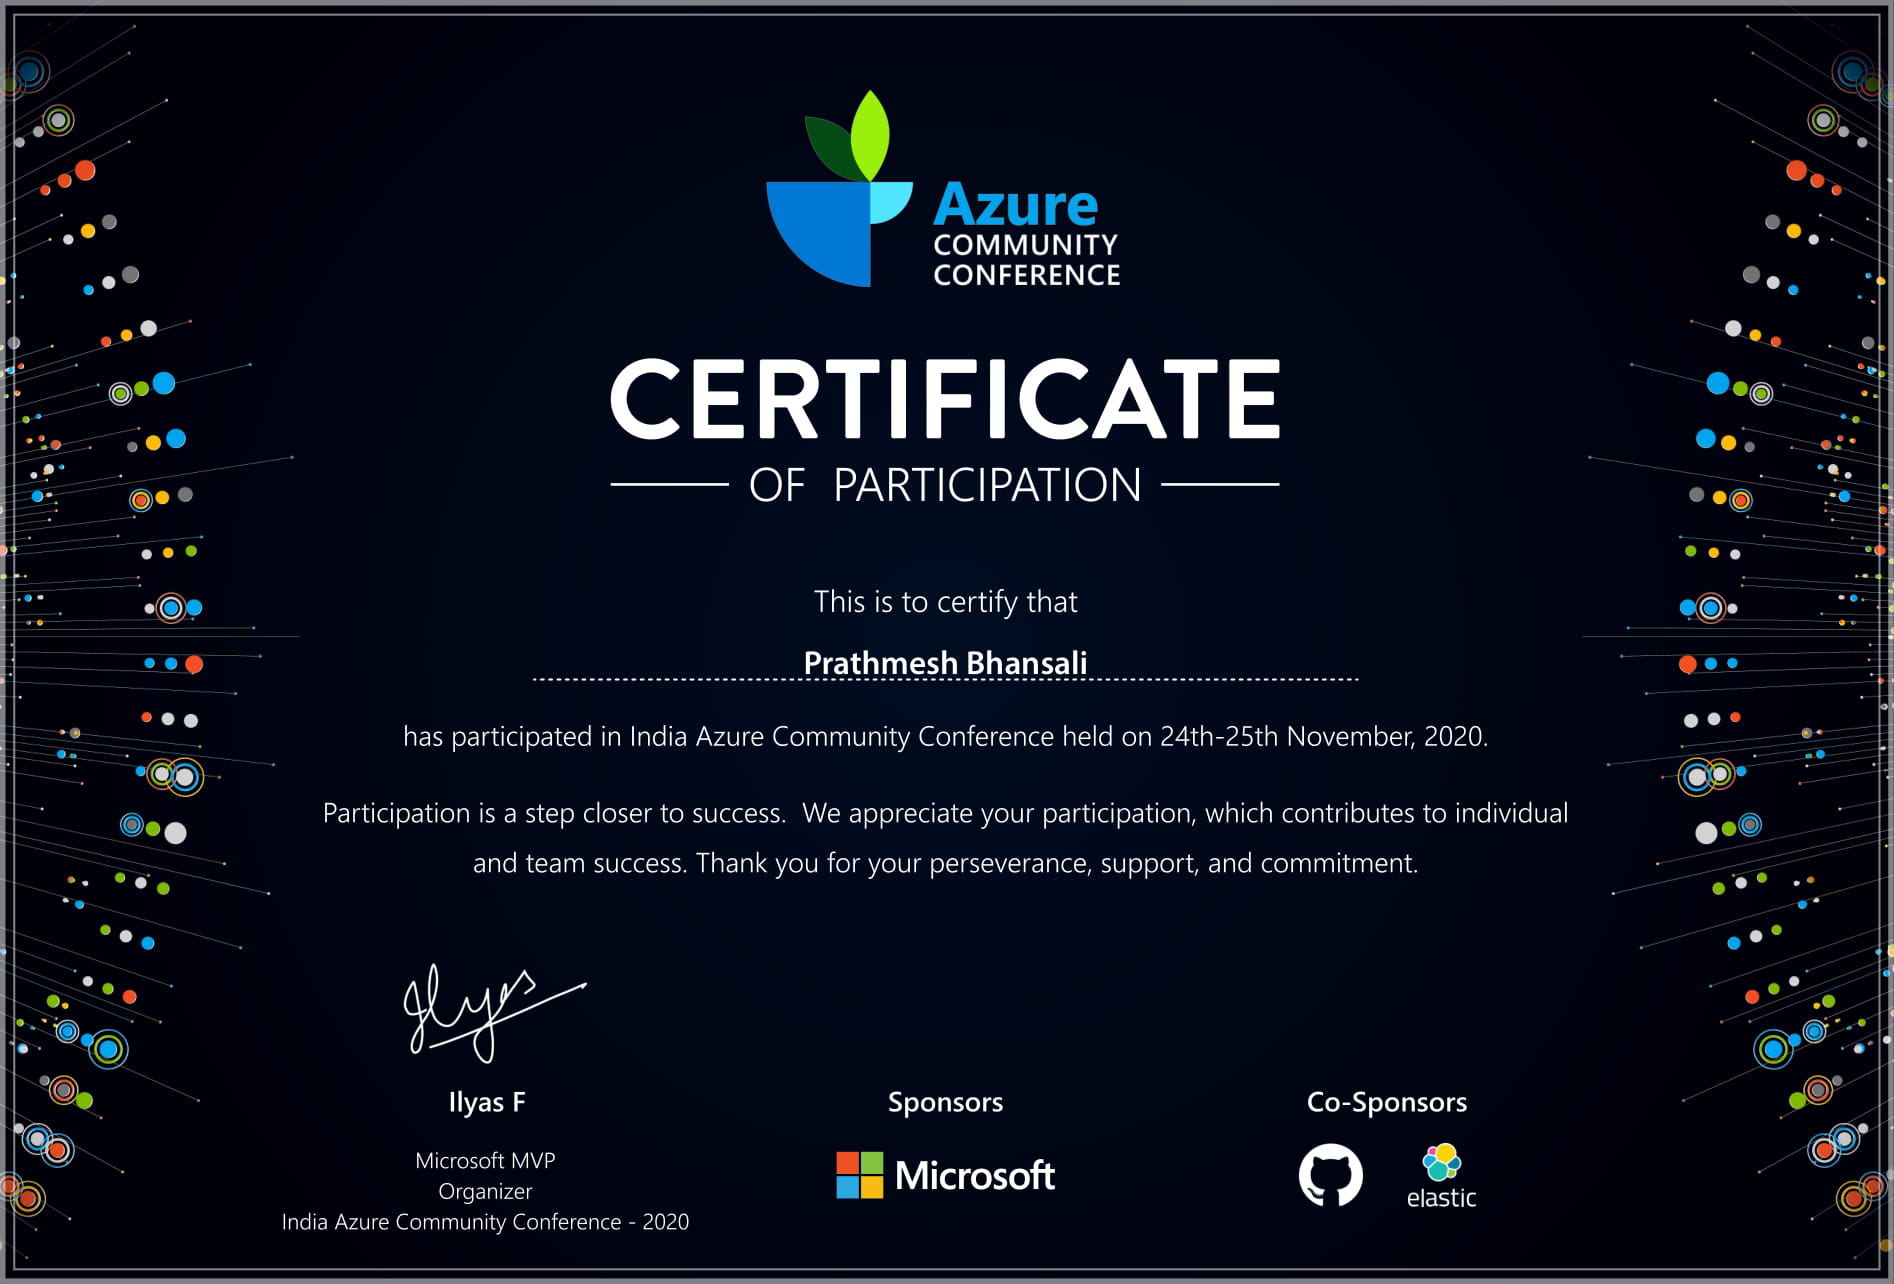 Azure
COMMUNITY
CONFERENCE
CERTIFICATE
OF PARTICIPATION
This is to certify that
Prathmesh Bhansali
has participated in India Azure Community Conference held on 24th-25th November, 2020.
Participation is a step closer to success. We appreciate your participation, which contributes to individual
and team success. Thank you for your perseverance, support, and commitment.
Ilyas
Ilyas F
Microsoft MVP
Organizer
India Azure Community Conference - 2020
Sponsors
Microsoft
Co-Sponsors
elastic